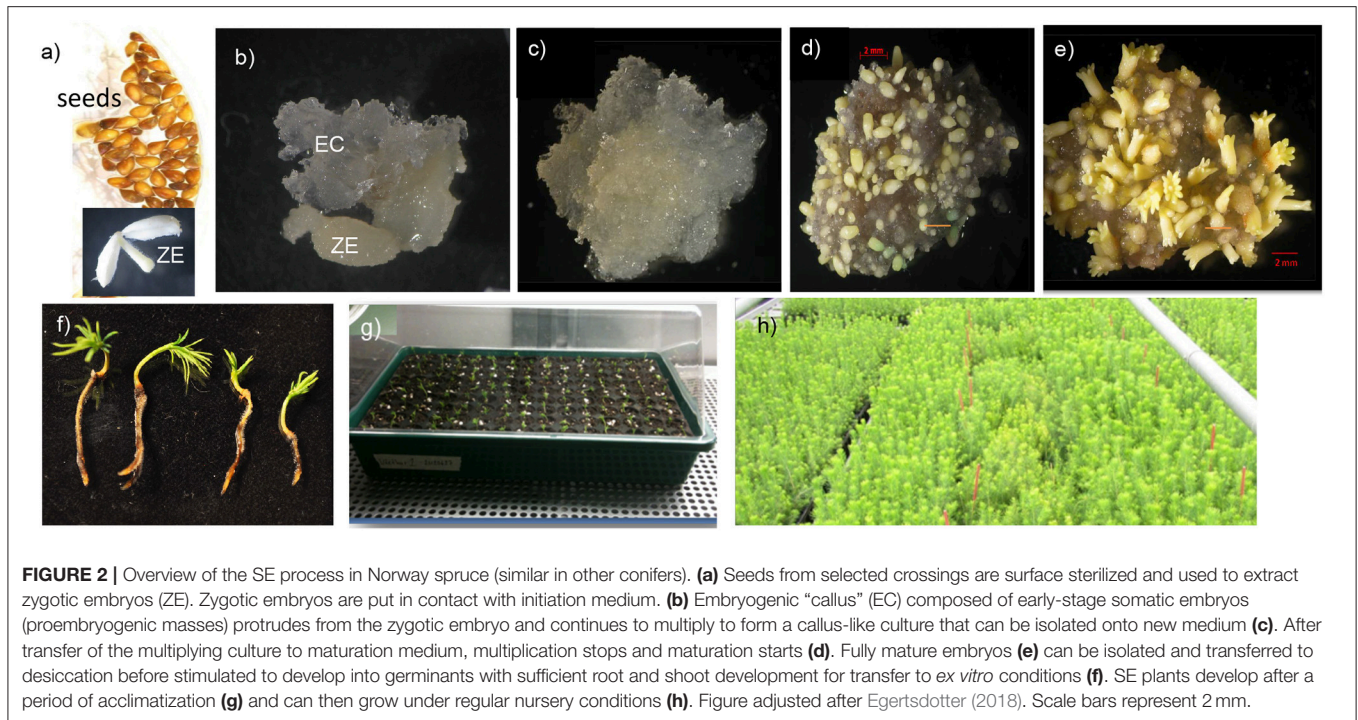 a)
seeds
ZE
b)
EC
ZE
c)
d)
2 mm
e)
2 mm
f)
g)
h)
FIGURE 2 | Overview of the SE process in Norway spruce (similar in other conifers). (a) Seeds from selected crossings are surface sterilized and used to extract
zygotic embryos (ZE). Zygotic embryos are put in contact with initiation medium. (b) Embryogenic “callus” (EC) composed of early-stage somatic embryos
(proembryogenic masses) protrudes from the zygotic embryo and continues to multiply to form a callus-like culture that can be isolated onto new medium (c). After
transfer of the multiplying culture to maturation medium, multiplication stops and maturation starts (d). Fully mature embryos (e) can be isolated and transferred to
desiccation before stimulated to develop into germinants with sufficient root and shoot development for transfer to ex vitro conditions (f). SE plants develop after a
period of acclimatization (g) and can then grow under regular nursery conditions (h). Figure adjusted after Egertsdotter (2018). Scale bars represent 2 mm.